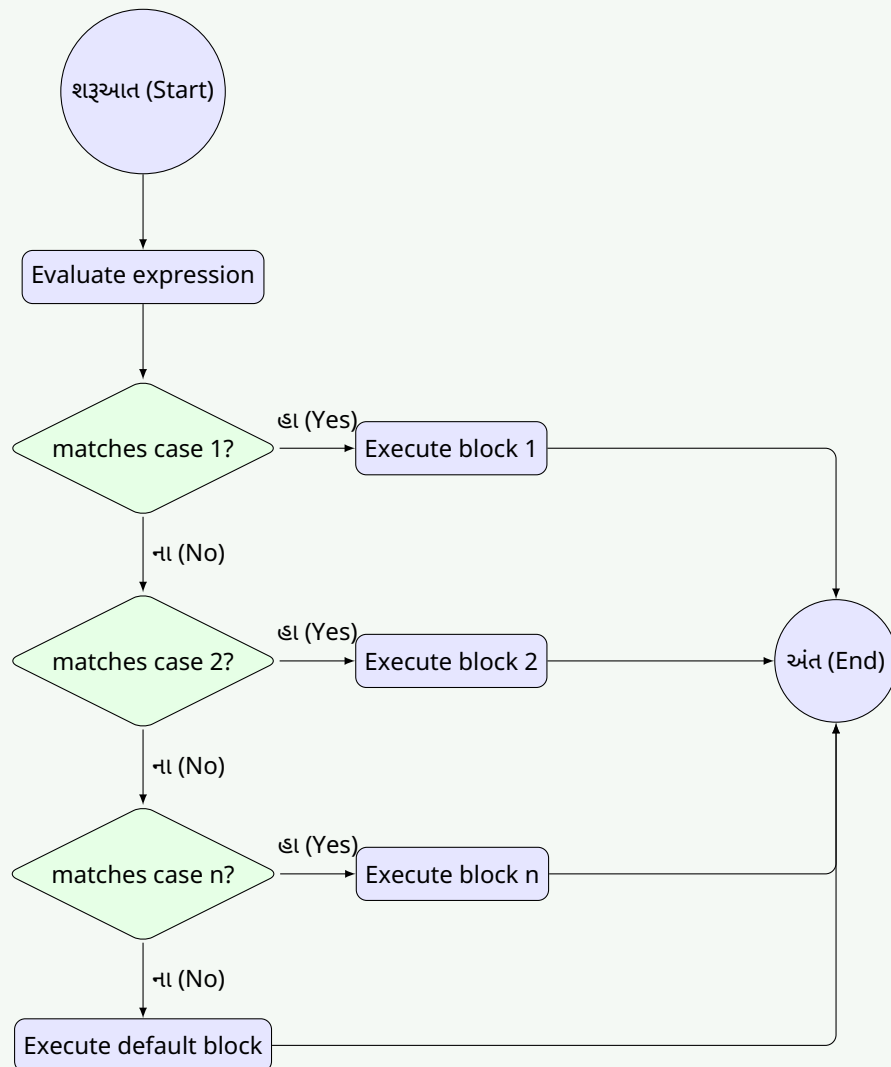 શરૂઆત (Start)
Evaluate expression
matches case 1?
હા (Yes)
Execute block 1
ના (No)
matches case 2?
હા (Yes)
Execute block 2
અંત (End)
ના (No)
matches case n?
હા (Yes)
Execute block n
ના (No)
Execute default block